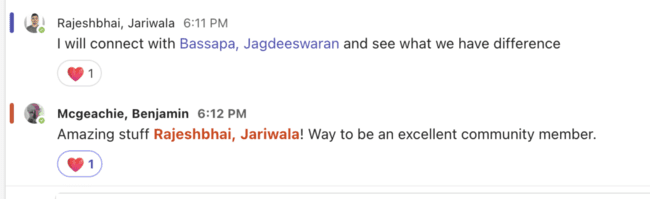 Rajeshbhai, Jariwala 6:11 PM
I will connect with Bassapa, Jagdeeswaran and see what we have difference
1
Mcgeachie, Benjamin 6:12 PM
Amazing stuff Rajeshbhai, Jariwala! Way to be an excellent community member.
1